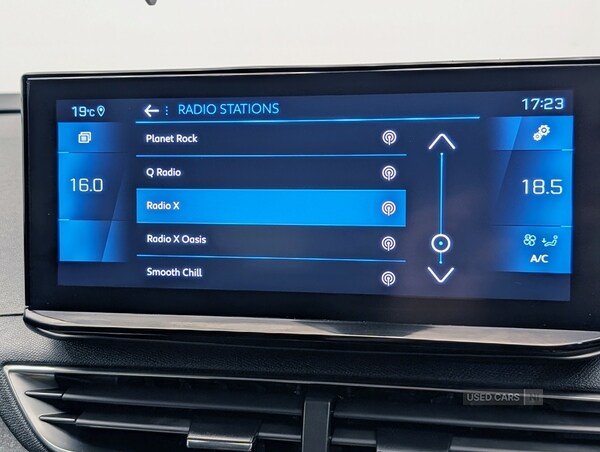 19°C
RADIO STATIONS
17:23
Planet Rock
16.0
Q Radio
18.5
Radio X
Radio X Oasis
A/C
Smooth Chill
USED CARS NI